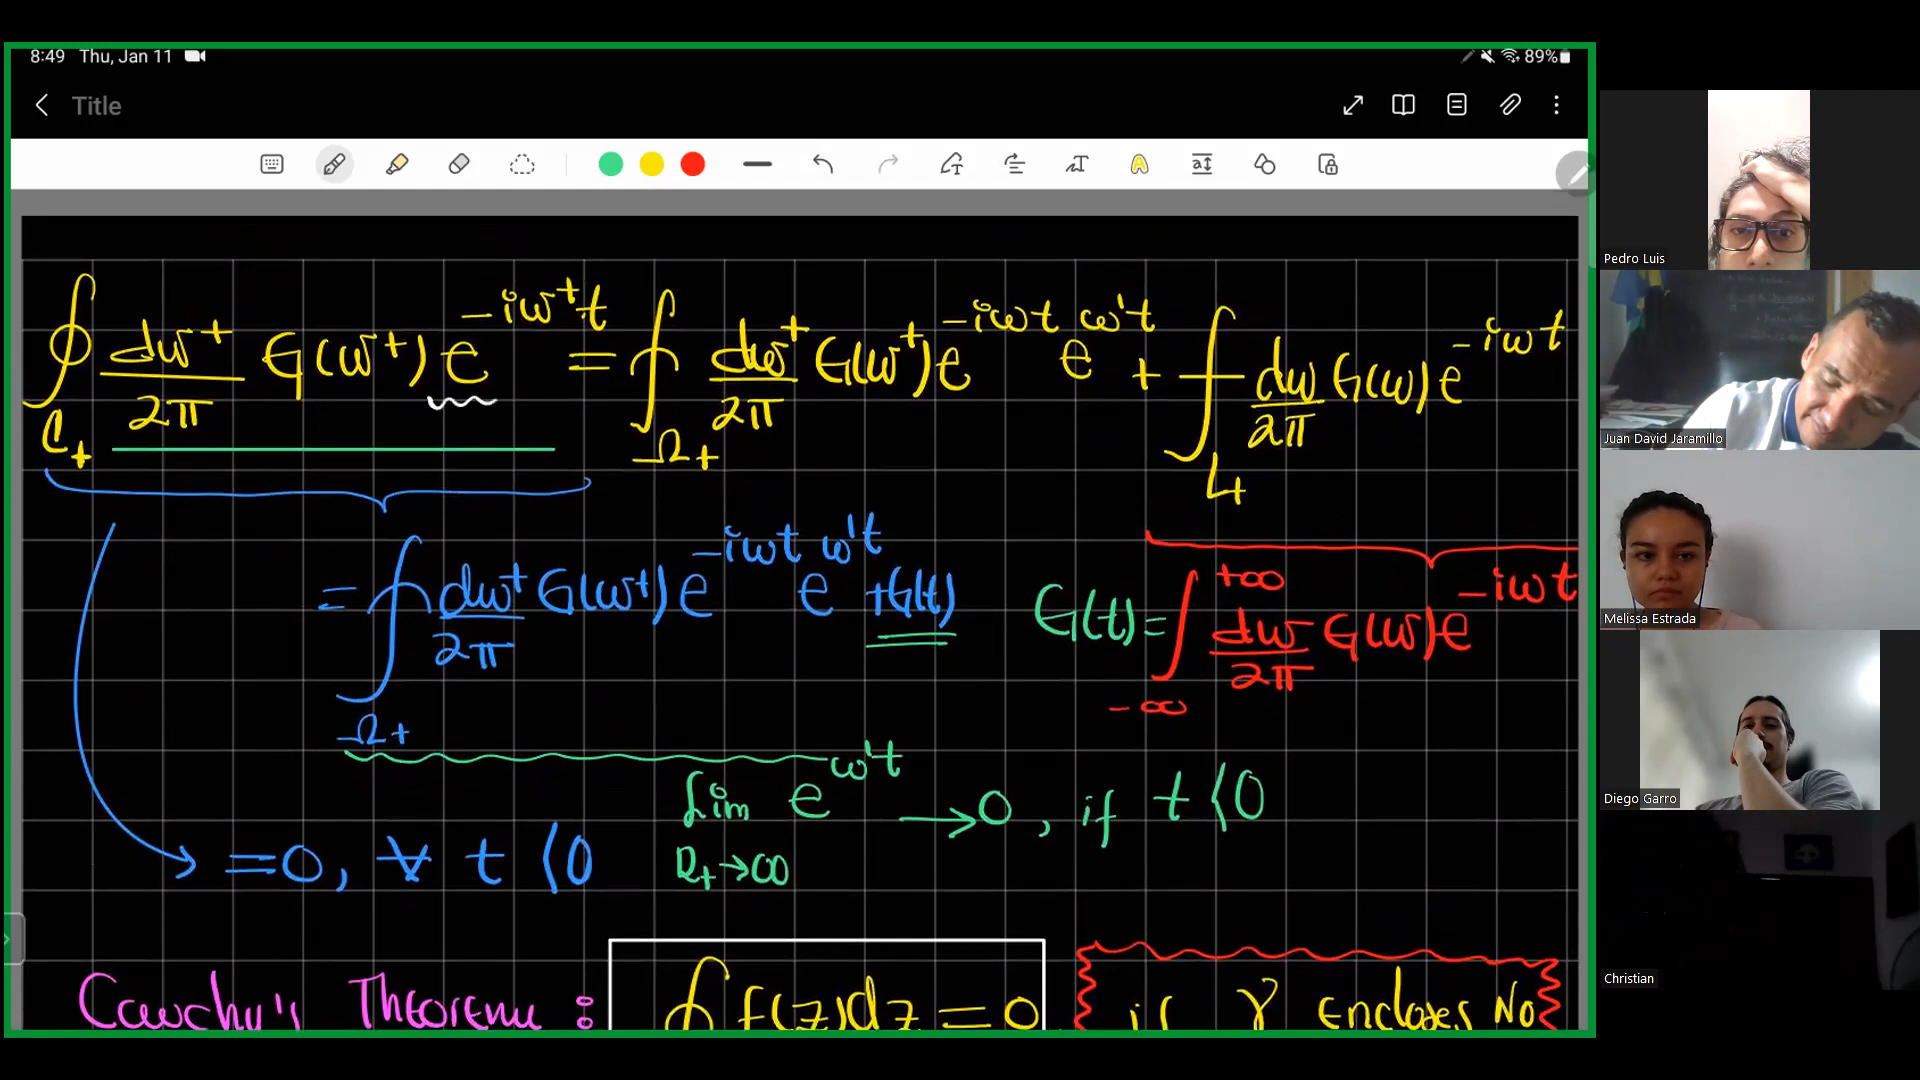 8:49 Thu, Jan 11 89%
Title
∮_{C₊} dω⁺/2π G(ω⁺) e^{-iω⁺t} = ∫_{Ω₊} dω⁺/2π G(ω⁺) e^{-iωt} e^{ω't} + ∫_{L} dω/2π G(ω) e^{-iωt}
= ∫_{Ω₊} dω⁺/2π G(ω⁺) e^{-iωt} e^{ω't} + G(t)
G(t) = ∫_{-∞}^{+∞} dω/2π G(ω) e^{-iωt}
Lim_{R₊→∞} e^{ω't} → 0, if t < 0
= 0, ∀ t < 0
Cauchy's Theorem: ∮ f(z)dz = 0 if γ encloses No
Pedro Luis
Juan David Jaramillo
Melissa Estrada
Diego Garro
Christian